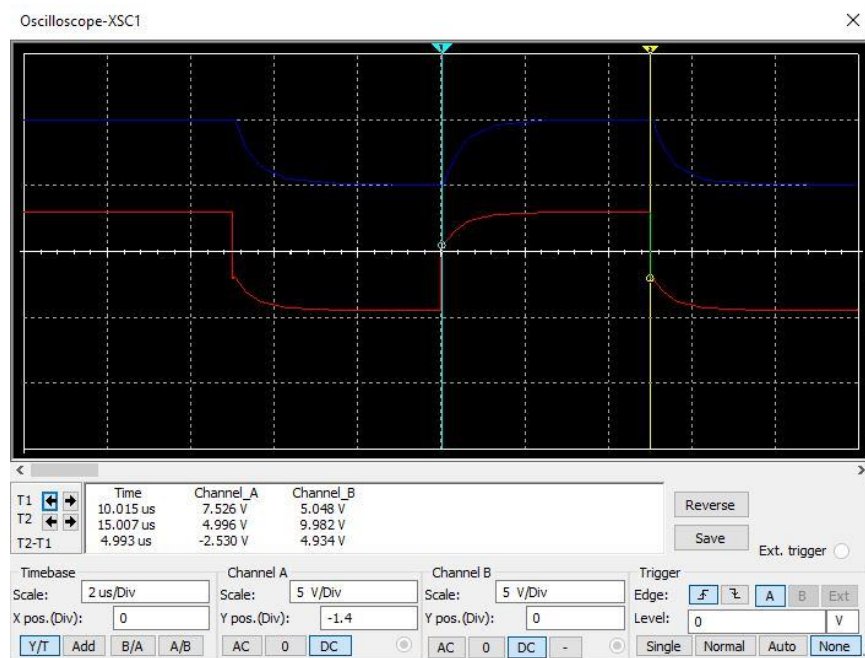 Oscilloscope-XSC1
1
2
Time Channel_A Channel_B
T1 10.015 us 7.526 V 5.048 V
T2 15.007 us 4.996 V 9.982 V
T2-T1 4.993 us -2.530 V 4.934 V
Reverse
Save
Ext. trigger
Timebase
Scale: 2 us/Div
X pos.(Div): 0
Y/T Add B/A A/B
Channel A
Scale: 5 V/Div
Y pos.(Div): -1.4
AC 0 DC
Channel B
Scale: 5 V/Div
Y pos.(Div): 0
AC 0 DC -
Trigger
Edge: A B Ext
Level: 0 V
Single Normal Auto None